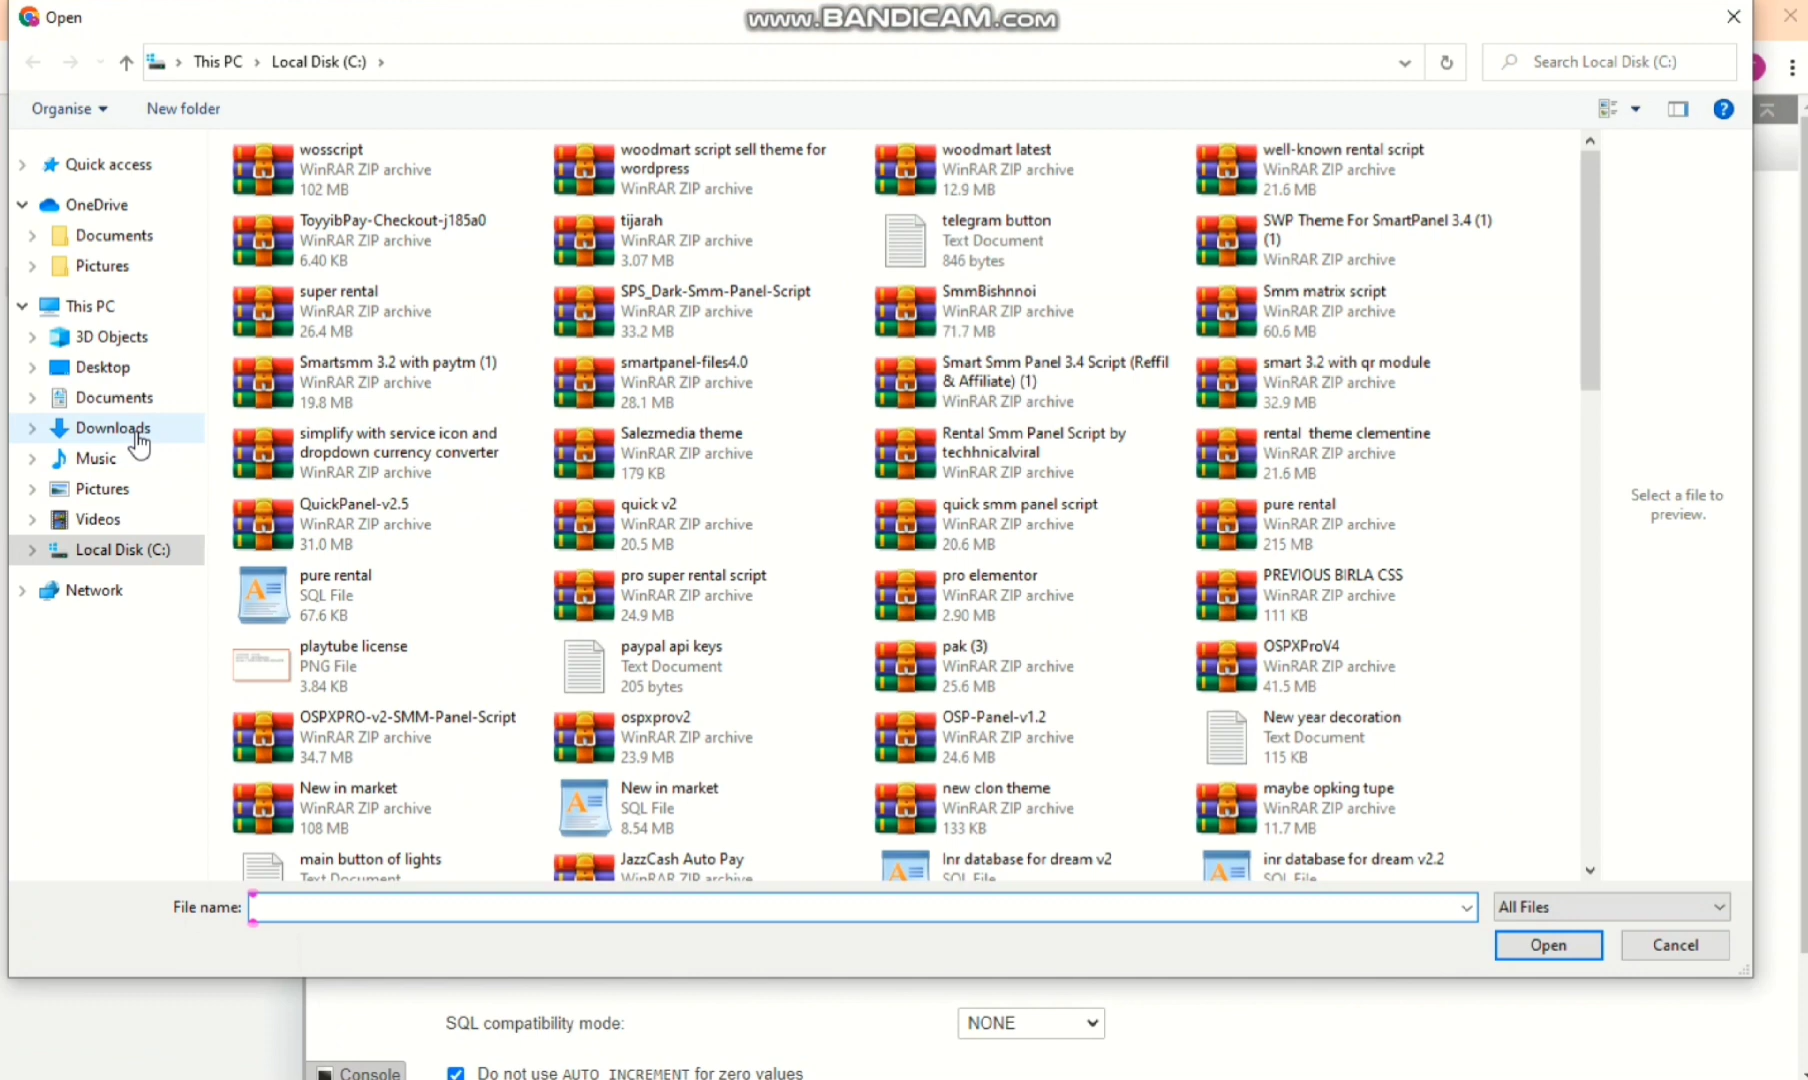 Open
www.BANDICAM.com
This PC
Local Disk (C:)
Search Local Disk (C:)
Organise
New folder
?
Quick access
OneDrive
Documents
Pictures
This PC
3D Objects
Desktop
Documents
Downloads
Music
Pictures
Videos
Local Disk (C:)
Network
wosscript
WinRAR ZIP archive
102 MB
woodmart script sell theme for
wordpress
WinRAR ZIP archive
woodmart latest
WinRAR ZIP archive
12.9 MB
well-known rental script
WinRAR ZIP archive
21.6 MB
ToyyibPay-Checkout-j185a0
WinRAR ZIP archive
6.40 KB
tijarah
WinRAR ZIP archive
3.07 MB
telegram button
Text Document
846 bytes
SWP Theme For SmartPanel 3.4 (1)
(1)
WinRAR ZIP archive
super rental
WinRAR ZIP archive
26.4 MB
SPS_Dark-Smm-Panel-Script
WinRAR ZIP archive
33.2 MB
SmmBishnnoi
WinRAR ZIP archive
71.7 MB
Smm matrix script
WinRAR ZIP archive
60.6 MB
Smartsmm 3.2 with paytm (1)
WinRAR ZIP archive
19.8 MB
smartpanel-files4.0
WinRAR ZIP archive
28.1 MB
Smart Smm Panel 3.4 Script (Reffil
& Affiliate) (1)
WinRAR ZIP archive
smart 3.2 with qr module
WinRAR ZIP archive
32.9 MB
simplify with service icon and
dropdown currency converter
WinRAR ZIP archive
Salezmedia theme
WinRAR ZIP archive
179 KB
Rental Smm Panel Script by
techhnicalviral
WinRAR ZIP archive
rental theme clementine
WinRAR ZIP archive
21.6 MB
QuickPanel-v2.5
WinRAR ZIP archive
31.0 MB
quick v2
WinRAR ZIP archive
20.5 MB
quick smm panel script
WinRAR ZIP archive
20.6 MB
pure rental
WinRAR ZIP archive
215 MB
pure rental
SQL File
67.6 KB
pro super rental script
WinRAR ZIP archive
24.9 MB
pro elementor
WinRAR ZIP archive
2.90 MB
PREVIOUS BIRLA CSS
WinRAR ZIP archive
111 KB
playtube license
PNG File
3.84 KB
paypal api keys
Text Document
205 bytes
pak (3)
WinRAR ZIP archive
25.6 MB
OSPXProV4
WinRAR ZIP archive
41.5 MB
OSPXPRO-v2-SMM-Panel-Script
WinRAR ZIP archive
34.7 MB
ospxprov2
WinRAR ZIP archive
23.9 MB
OSP-Panel-v1.2
WinRAR ZIP archive
24.6 MB
New year decoration
Text Document
115 KB
New in market
WinRAR ZIP archive
108 MB
New in market
SQL File
8.54 MB
new clon theme
WinRAR ZIP archive
133 KB
maybe opking tupe
WinRAR ZIP archive
11.7 MB
main button of lights
Text Document
JazzCash Auto Pay
WinRAR ZIP archive
Inr database for dream v2
SQL File
inr database for dream v2.2
SQL File
Select a file to
preview.
File name:
All Files
Open
Cancel
SQL compatibility mode:
NONE
Console
Do not use AUTO_INCREMENT for zero values